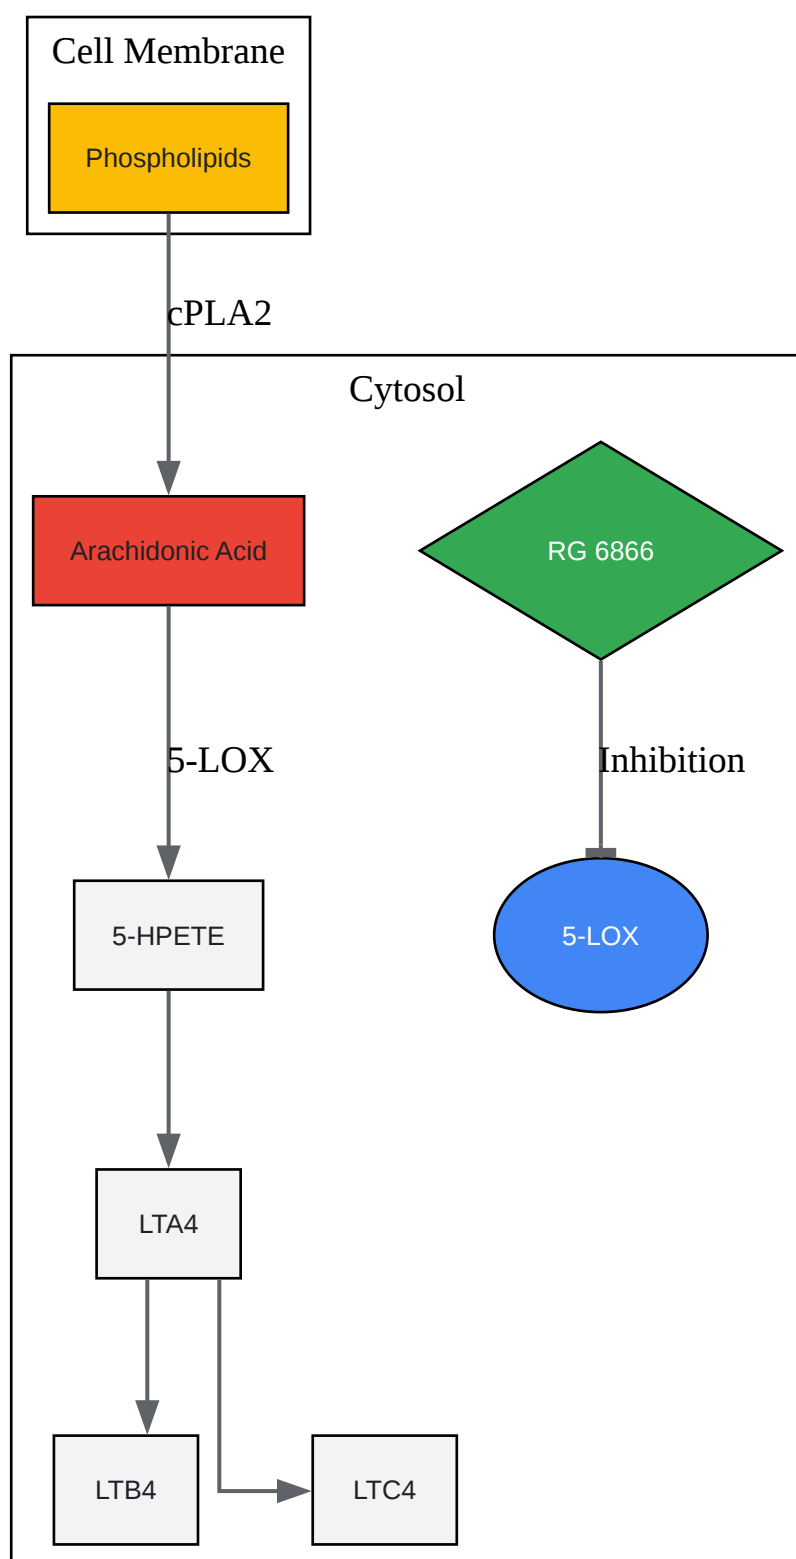 Cell Membrane
Phospholipids
cPLA2
Cytosol
Arachidonic Acid
RG 6866
5-LOX
Inhibition
5-HPETE
5-LOX
LTA4
LTB4
LTC4